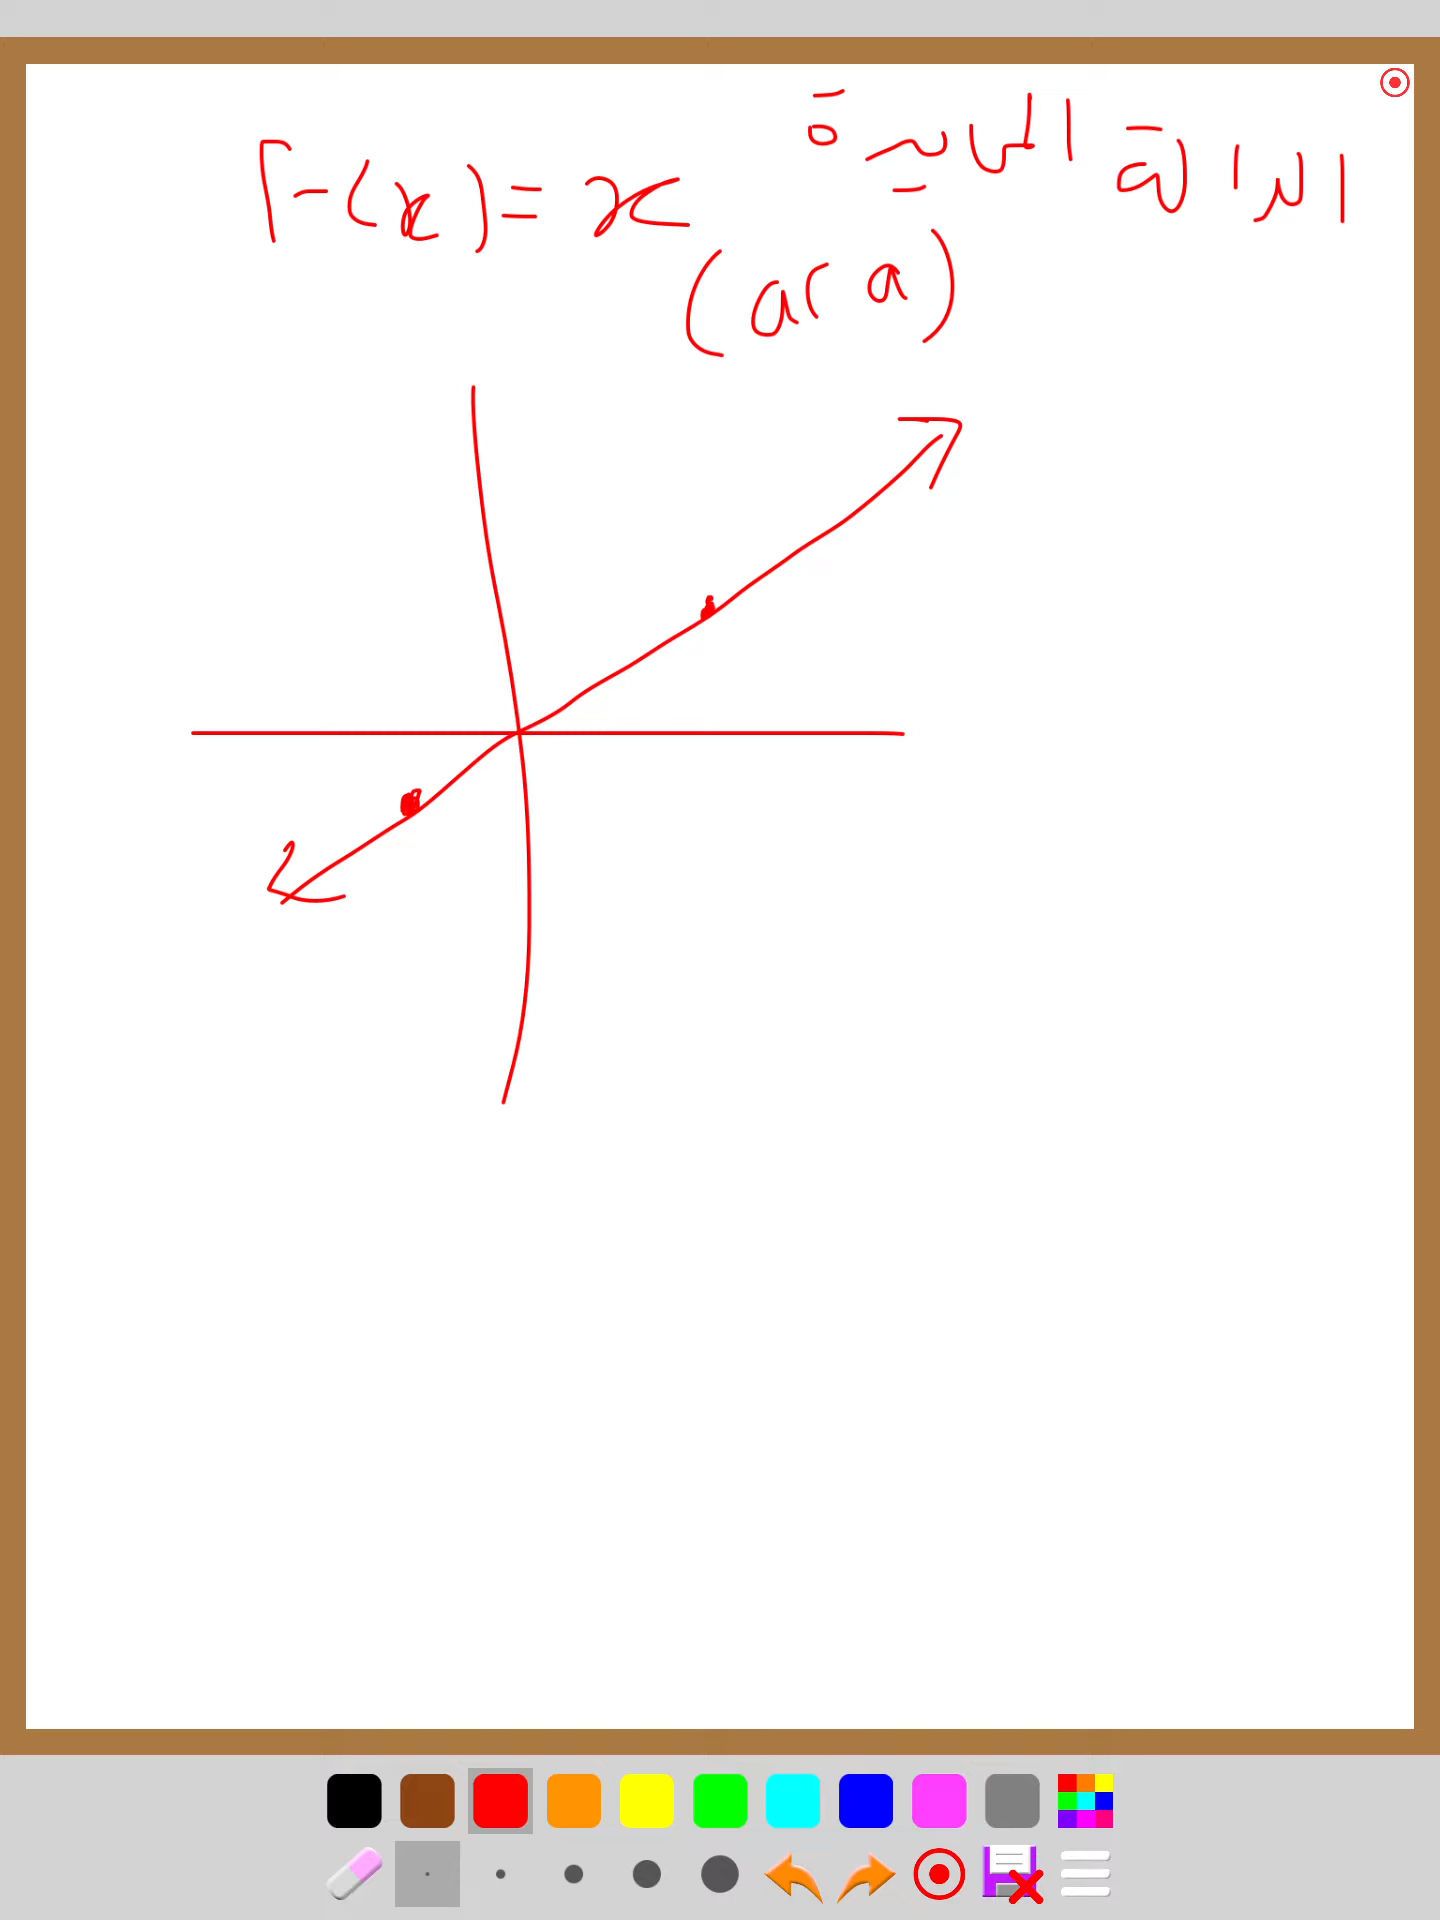 F(x) = x الدالة المحايدة
(a, a)